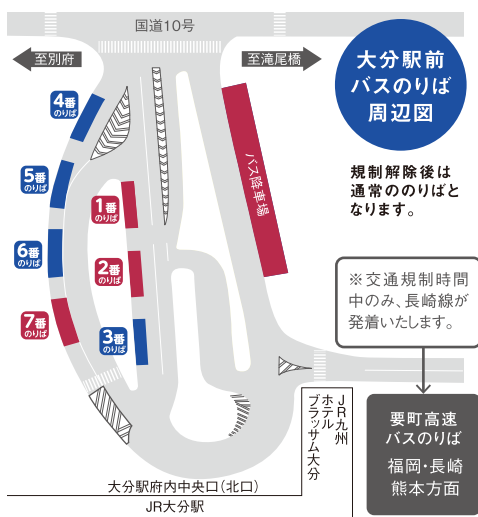 国道10号
至別府
至滝尾橋
大分駅前
バスのりば
周辺図
4番
のりば
5番
のりば
6番
のりば
7番
のりば
1番
のりば
2番
のりば
3番
のりば
バス降車場
規制解除後は
通常ののりばと
なります。
※交通規制時間
中のみ、長崎線が
発着いたします。
要町高速
バスのりば
福岡・長崎
熊本方面
JR九州
ホテル
ブラッサム大分
大分駅府内中央口(北口)
JR大分駅